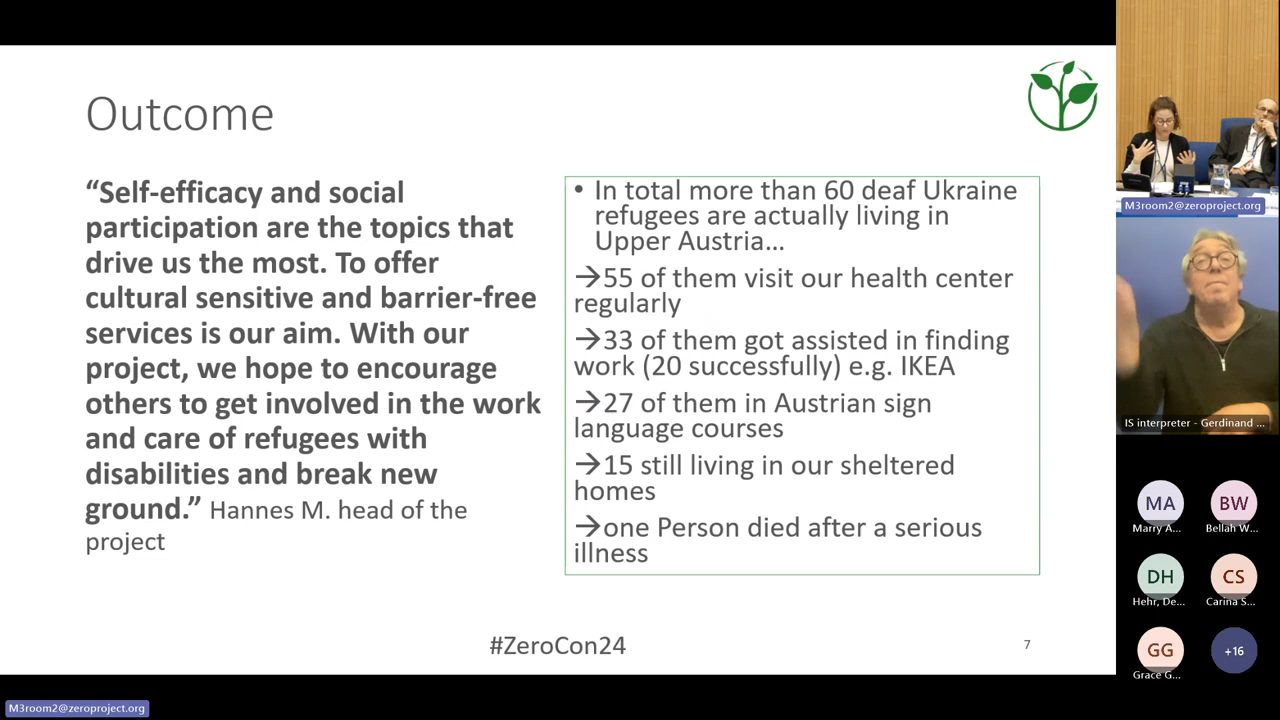 Outcome
“Self-efficacy and social
participation are the topics that
drive us the most. To offer
cultural sensitive and barrier-free
services is our aim. With our
project, we hope to encourage
others to get involved in the work
and care of refugees with
disabilities and break new
ground.” Hannes M. head of the
project
• In total more than 60 deaf Ukraine
refugees are actually living in
Upper Austria…
→55 of them visit our health center
regularly
→33 of them got assisted in finding
work (20 successfully) e.g. IKEA
→27 of them in Austrian sign
language courses
→15 still living in our sheltered
homes
→one Person died after a serious
illness
#ZeroCon24
7
M3room2@zeroproject.org
IS interpreter - Gerdinand ...
MA
Marry A...
BW
Bellah W...
DH
Hehr, De...
CS
Carina S...
GG
Grace G...
+16
M3room2@zeroproject.org